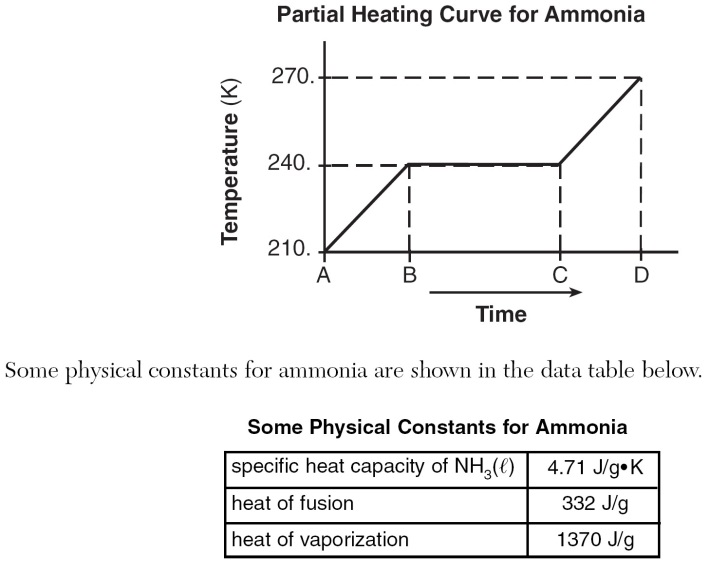 Partial Heating Curve for Ammonia
Temperature (K)
270.
240.
210.
A B C D
Time
Some physical constants for ammonia are shown in the data table below.
Some Physical Constants for Ammonia
specific heat capacity of NH₃(ℓ) 4.71 J/g•K
heat of fusion 332 J/g
heat of vaporization 1370 J/g